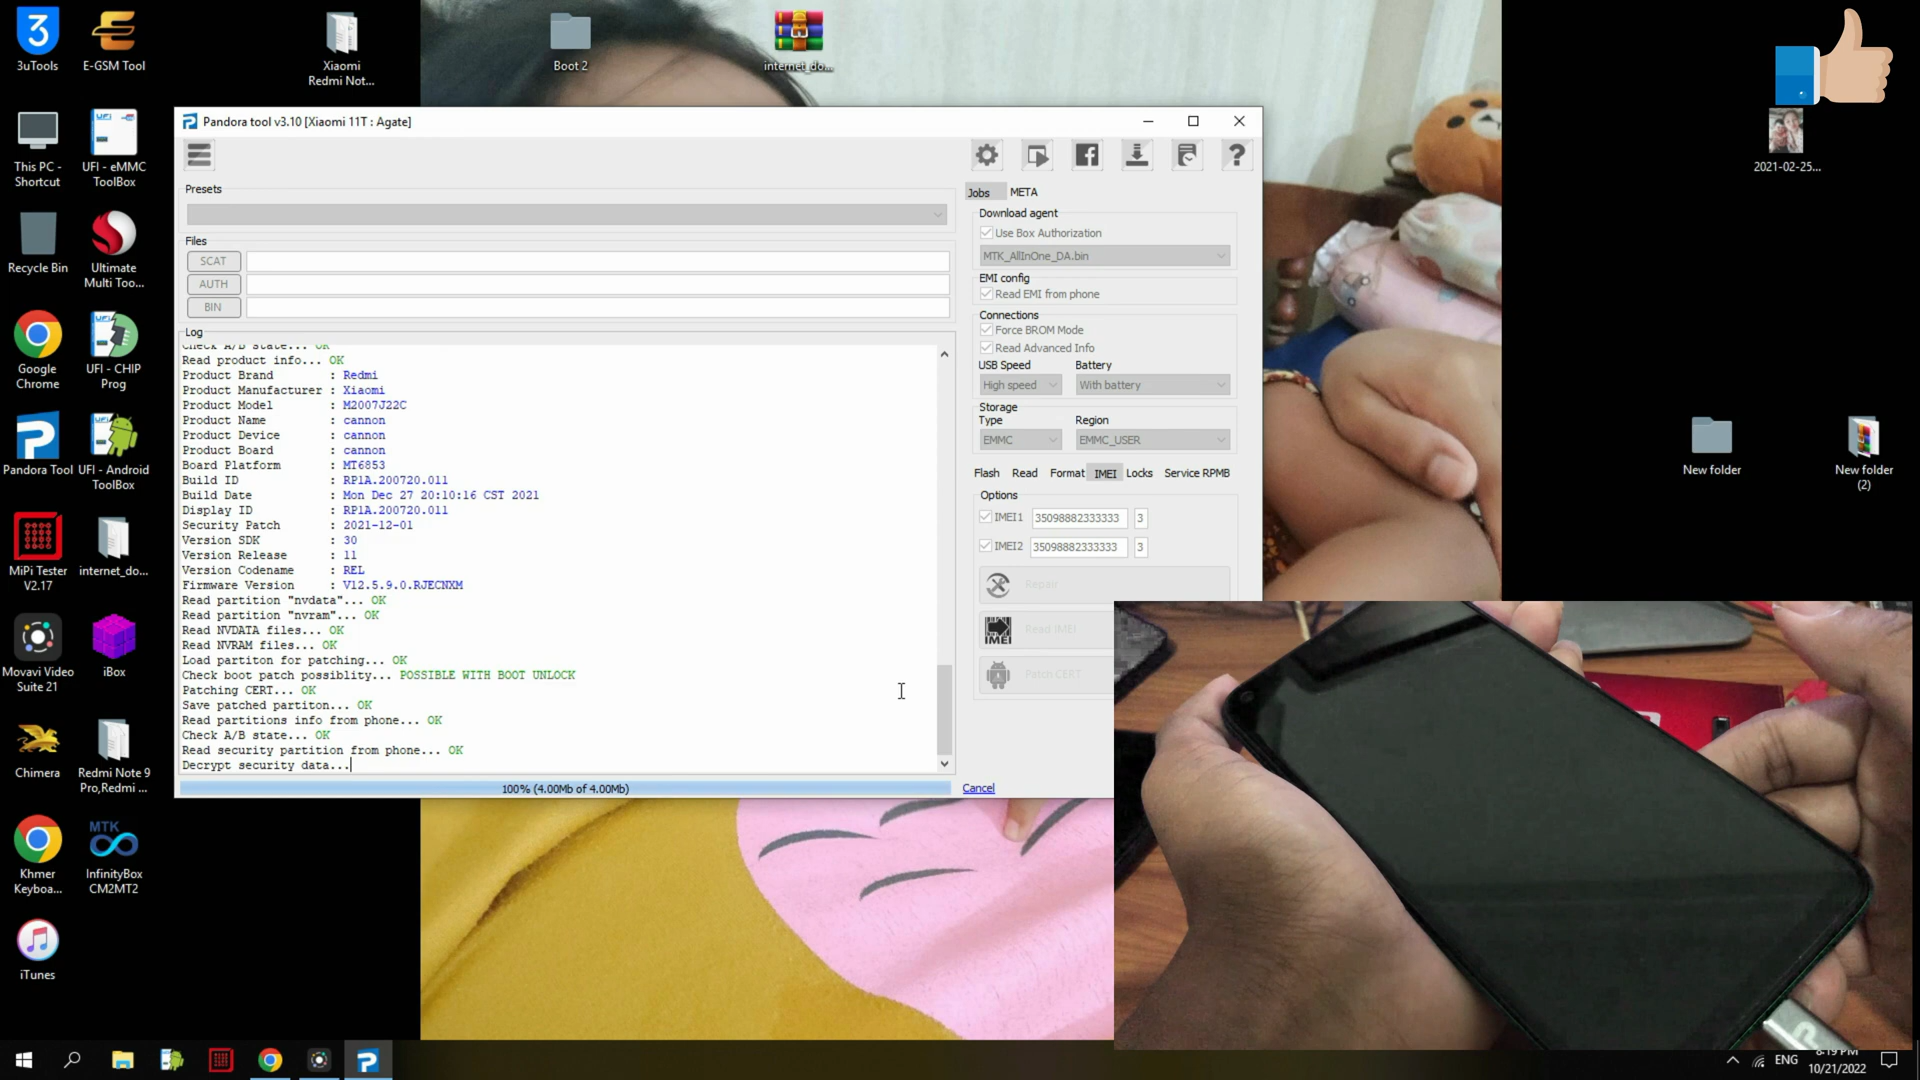 3uTools
E-GSM Tool
Xiaomi
Redmi Not...
Boot 2
internet_do...
This PC -
Shortcut
UFI - eMMC
ToolBox
2021-02-25...
Recycle Bin
Ultimate
Multi Too...
Google
Chrome
UFI - CHIP
Prog
Pandora Tool
UFI - Android
ToolBox
New folder
New folder
(2)
MiPi Tester
V2.17
internet_do...
Movavi Video
Suite 21
iBox
Chimera
Redmi Note 9
Pro,Redmi ...
Khmer
Keyboa...
MTK
InfinityBox
CM2MT2
iTunes
Pandora tool v3.10 [Xiaomi 11T : Agate]
Presets
Files
SCAT
AUTH
BIN
Log
Check A/B state... OK
Read product info... OK
Product Brand : Redmi
Product Manufacturer : Xiaomi
Product Model : M2007J22C
Product Name : cannon
Product Device : cannon
Product Board : cannon
Board Platform : MT6853
Build ID : RP1A.200720.011
Build Date : Mon Dec 27 20:10:16 CST 2021
Display ID : RP1A.200720.011
Security Patch : 2021-12-01
Version SDK : 30
Version Release : 11
Version Codename : REL
Firmware Version : V12.5.9.0.RJECNXM
Read partition "nvdata"... OK
Read partition "nvram"... OK
Read NVDATA files... OK
Read NVRAM files... OK
Load partiton for patching... OK
Check boot patch possiblity... POSSIBLE WITH BOOT UNLOCK
Patching CERT... OK
Save patched partiton... OK
Read partitions info from phone... OK
Check A/B state... OK
Read security partition from phone... OK
Decrypt security data...
100% (4.00Mb of 4.00Mb)
Cancel
Jobs META
Download agent
Use Box Authorization
MTK_AllInOne_DA.bin
EMI config
Read EMI from phone
Connections
Force BROM Mode
Read Advanced Info
USB Speed Battery
High speed With battery
Storage
Type Region
EMMC EMMC_USER
Flash Read Format IMEI Locks Service RPMB
Options
IMEI1 35098882333333 3
IMEI2 35098882333333 3
Repair
Read IMEI
Patch CERT
ENG
8:19 PM
10/21/2022